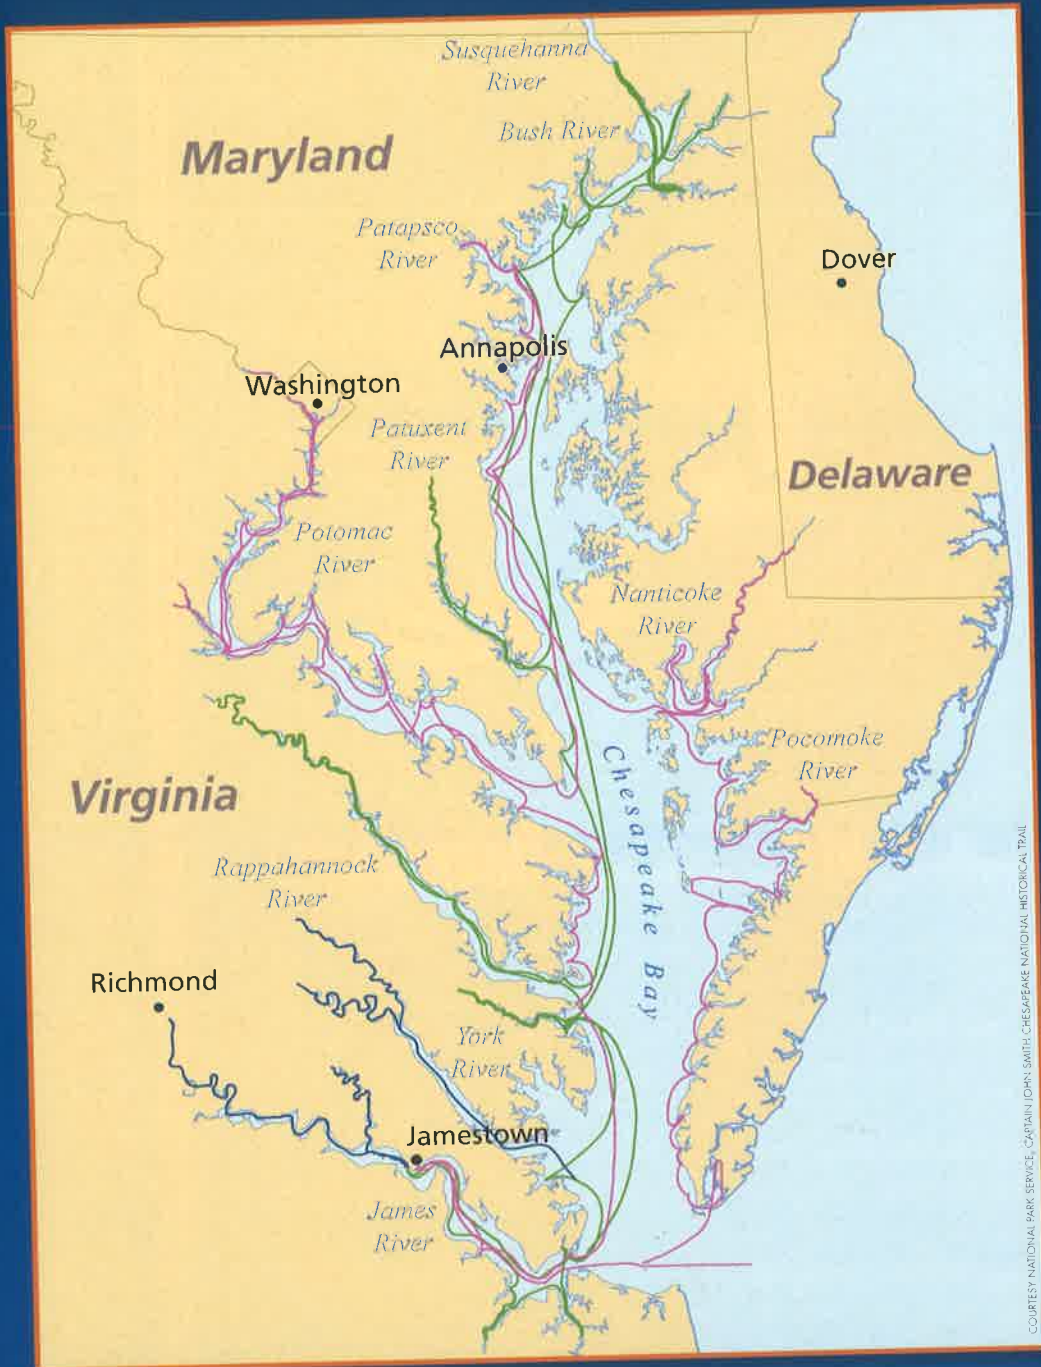 Susquehanna
River
Bush River
Maryland
Patapsco
River
Dover
Annapolis
Washington
Patuxent
River
Delaware
Potomac
River
Nanticoke
River
Pocomoke
River
Chesapeake Bay
Virginia
Rappahannock
River
Richmond
York
River
Jamestown
James
River
COURTESY NATIONAL PARK SERVICE, CAPTAIN JOHN SMITH CHESAPEAKE NATIONAL HISTORICAL TRAIL